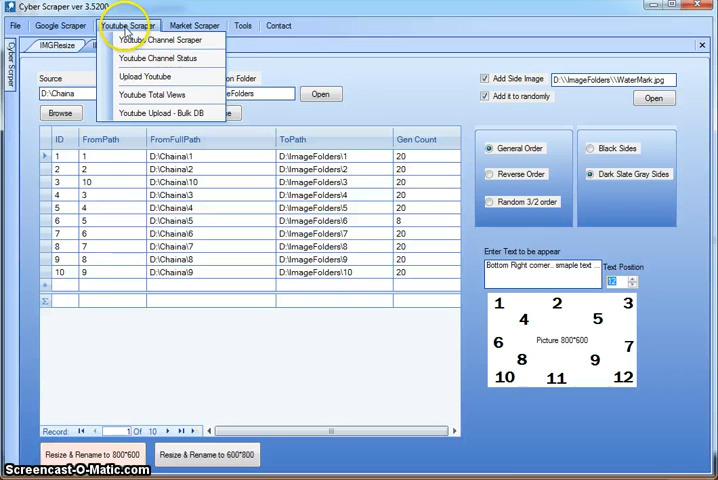 Cyber Scraper ver 3.5200
File Google Scraper Youtube Scraper Market Scraper Tools Contact
Youtube Channel Scraper
Youtube Channel Status
Upload Youtube
Youtube Total Views
Youtube Upload - Bulk DB
Cyber Scrper
IMGResize
Source
D:\Chaina
Browse
on Folder
geFolders
Open
Add Side Image D:\\ImageFolders\\WaterMark.jpg
Add it to randomly Open
ID FromPath FromFullPath ToPath Gen Count
1 1 D:\Chaina\1 D:\ImageFolders\1 20
2 2 D:\Chaina\2 D:\ImageFolders\2 20
3 10 D:\Chaina\10 D:\ImageFolders\3 20
4 3 D:\Chaina\3 D:\ImageFolders\4 20
5 4 D:\Chaina\4 D:\ImageFolders\5 20
6 5 D:\Chaina\5 D:\ImageFolders\6 8
7 6 D:\Chaina\6 D:\ImageFolders\7 20
8 7 D:\Chaina\7 D:\ImageFolders\8 20
9 8 D:\Chaina\8 D:\ImageFolders\9 20
10 9 D:\Chaina\9 D:\ImageFolders\10 20
Σ
General Order
Reverse Order
Random 3/2 order
Black Sides
Dark Slate Gray Sides
Enter Text to be appear
Bottom Right corner.. smaple text ...
Text Position
12
1 2 3
4 5
6 Picture 800*600 7
8 9
10 11 12
Record: 1 Of 10
Resize & Rename to 800*600 Resize & Rename to 600*800
Screencast-O-Matic.com